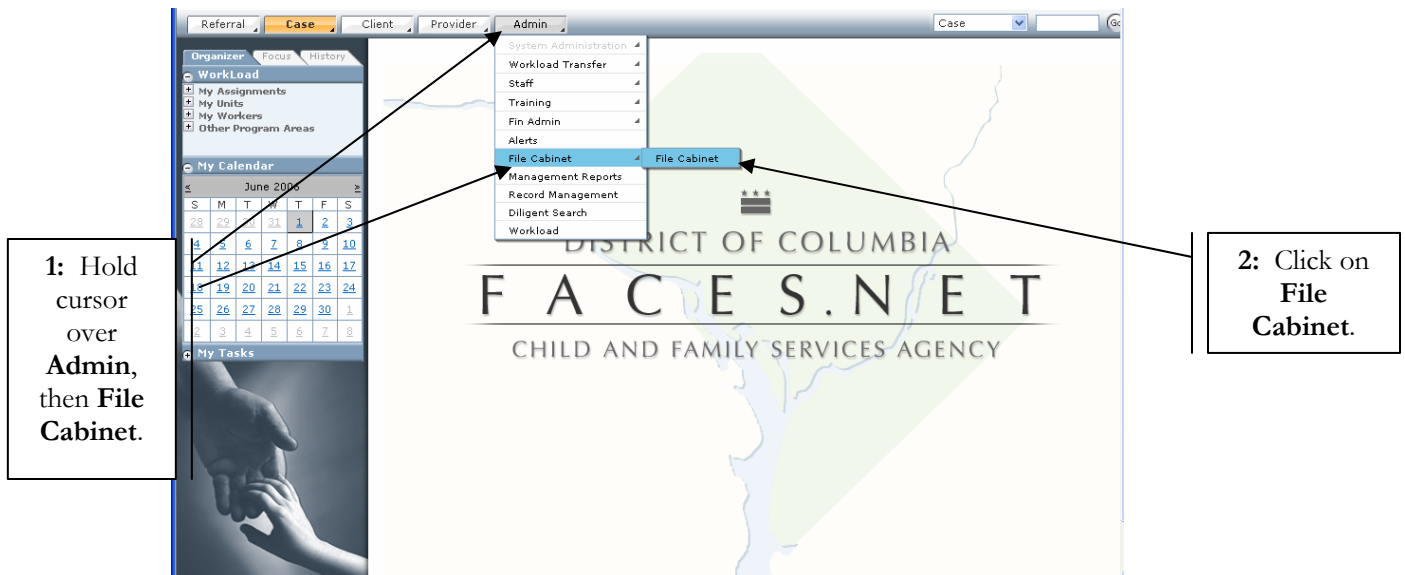 Referral Case Client Provider Admin Case Go
Organizer Focus History
WorkLoad
My Assignments
My Units
My Workers
Other Program Areas
My Calendar
« June 2006 »
S M T W T F S
28 29 30 31 1 2 3
4 5 6 7 8 9 10
11 12 13 14 15 16 17
18 19 20 21 22 23 24
25 26 27 28 29 30 1
2 3 4 5 6 7 8
My Tasks
System Administration
Workload Transfer
Staff
Training
Fin Admin
Alerts
File Cabinet File Cabinet
Management Reports
Record Management
Diligent Search
Workload
DISTRICT OF COLUMBIA
FACES.NET
CHILD AND FAMILY SERVICES AGENCY
1: Hold
cursor
over
Admin,
then File
Cabinet.
2: Click on
File
Cabinet.